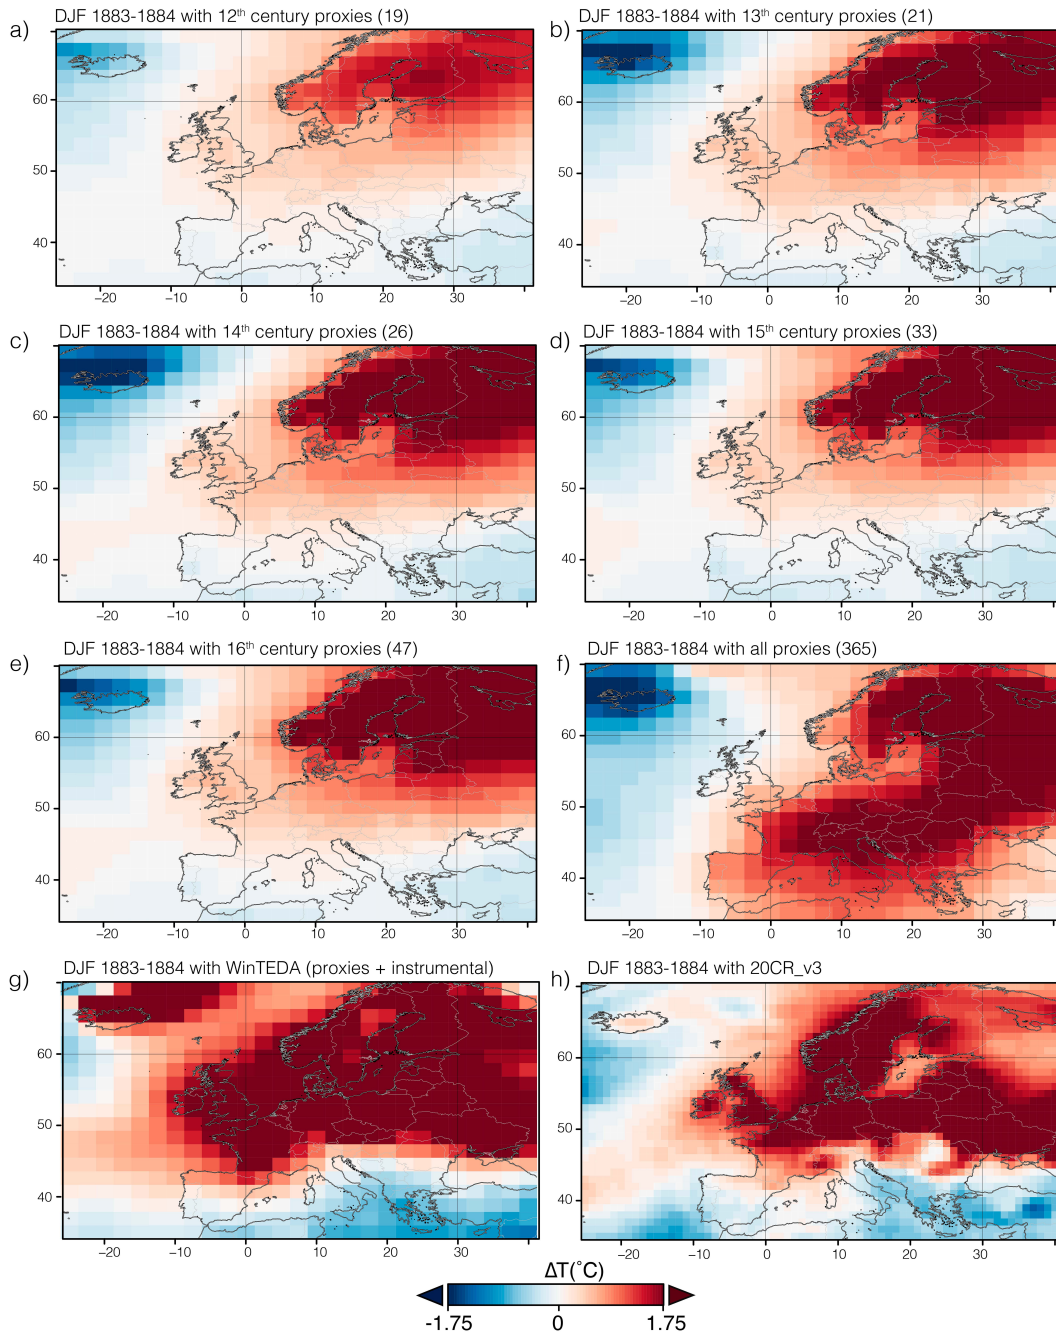 a) DJF 1883-1884 with 12th century proxies (19)
60
50
40
−20 −10 0 10 20 30
b) DJF 1883-1884 with 13th century proxies (21)
60
50
40
−20 −10 0 10 20 30
c) DJF 1883-1884 with 14th century proxies (26)
60
50
40
−20 −10 0 10 20 30
d) DJF 1883-1884 with 15th century proxies (33)
60
50
40
−20 −10 0 10 20 30
e) DJF 1883-1884 with 16th century proxies (47)
60
50
40
−20 −10 0 10 20 30
f) DJF 1883-1884 with all proxies (365)
60
50
40
−20 −10 0 10 20 30
g) DJF 1883-1884 with WinTEDA (proxies + instrumental)
60
50
40
−20 −10 0 10 20 30
h) DJF 1883-1884 with 20CR_v3
60
50
40
−20 −10 0 10 20 30
ΔT(˚C)
-1.75 0 1.75